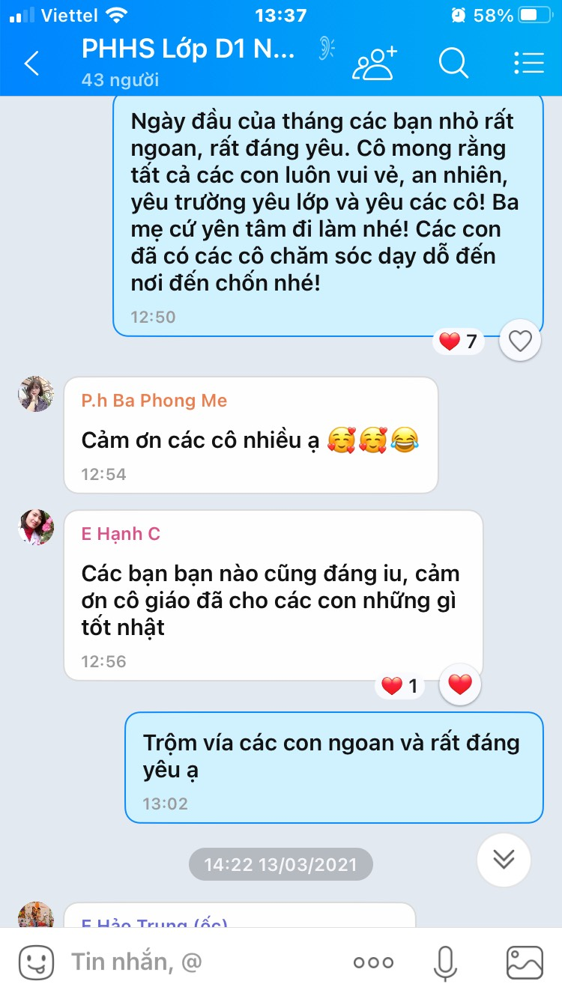 Viettel 13:37 58%
PHHS Lớp D1 N...
43 người
Ngày đầu của tháng các bạn nhỏ rất
ngoan, rất đáng yêu. Cô mong rằng
tất cả các con luôn vui vẻ, an nhiên,
yêu trường yêu lớp và yêu các cô! Ba
mẹ cứ yên tâm đi làm nhé! Các con
đã có các cô chăm sóc dạy dỗ đến
nơi đến chốn nhé!
12:50
7
P.h Ba Phong Me
Cảm ơn các cô nhiều ạ 🥰🥰😂
12:54
E Hạnh C
Các bạn bạn nào cũng đáng iu, cảm
ơn cô giáo đã cho các con những gì
tốt nhật
12:56
1
Trộm vía các con ngoan và rất đáng
yêu ạ
13:02
14:22 13/03/2021
E Hảo Trung (ốc)
Tin nhắn, @